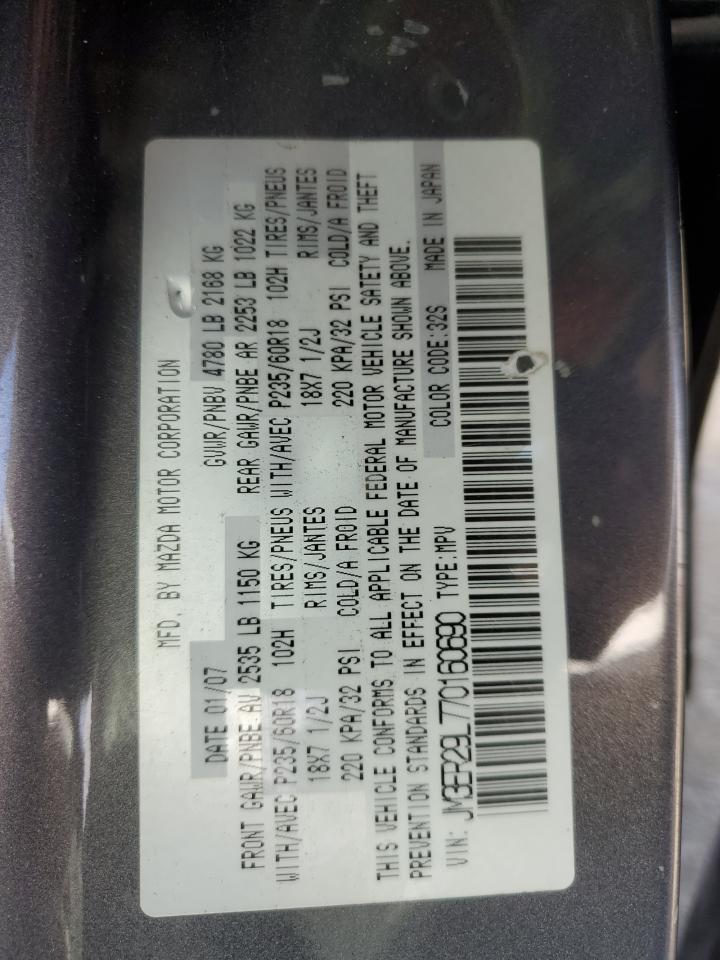 MFD. BY MAZDA MOTOR CORPORATION
DATE 01/07 GVWR/PNBV 4780 LB 2168 KG
FRONT GAWR/PNBE AV 2535 LB 1150 KG REAR GAWR/PNBE AR 2253 LB 1022 KG
WITH/AVEC P235/60R18 102H TIRES/PNEUS WITH/AVEC P235/60R18 102H TIRES/PNEUS
18X7 1/2J RIMS/JANTES 18X7 1/2J RIMS/JANTES
220 KPA/32 PSI COLD/A FROID 220 KPA/32 PSI COLD/A FROID
THIS VEHICLE CONFORMS TO ALL APPLICABLE FEDERAL MOTOR VEHICLE SAFETY AND THEFT
PREVENTION STANDARDS IN EFFECT ON THE DATE OF MANUFACTURE SHOWN ABOVE.
COLOR CODE:32S MADE IN JAPAN
VIN: JM3ER29L770160690 TYPE:MPV